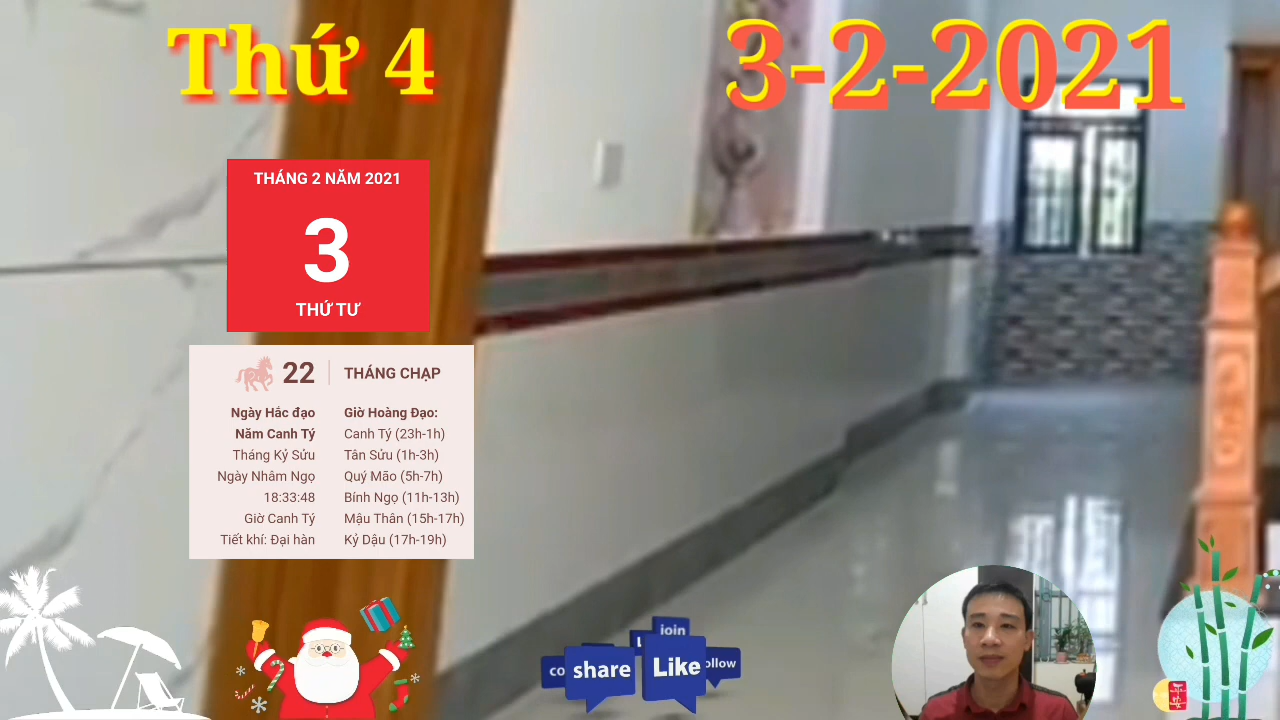 Thứ 4
3-2-2021
THÁNG 2 NĂM 2021
3
THỨ TƯ
22
THÁNG CHẠP
Ngày Hắc đạo
Năm Canh Tý
Tháng Kỷ Sửu
Ngày Nhâm Ngọ
18:33:48
Giờ Canh Tý
Tiết khí: Đại hàn
Giờ Hoàng Đạo:
Canh Tý (23h-1h)
Tân Sửu (1h-3h)
Quý Mão (5h-7h)
Bính Ngọ (11h-13h)
Mậu Thân (15h-17h)
Kỷ Dậu (17h-19h)
join
share
Like
ollow
co
L